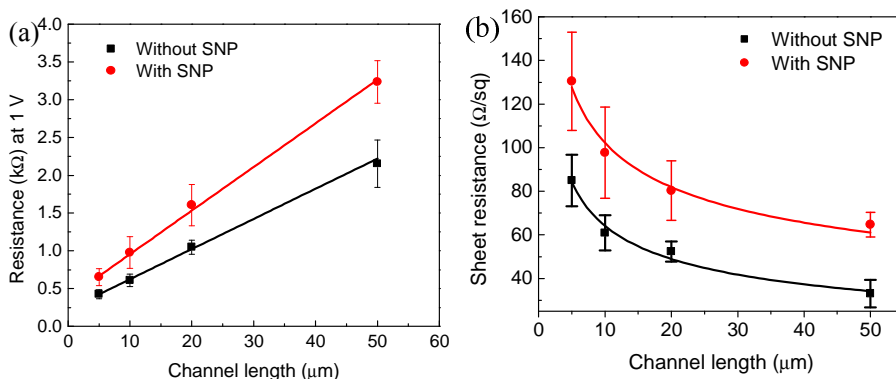 (a)
Without SNP
With SNP
Resistance (kΩ) at 1 V
4.0
3.5
3.0
2.5
2.0
1.5
1.0
0.5
0.0
0 10 20 30 40 50 60
Channel length (μm)
(b)
Without SNP
With SNP
Sheet resistance (Ω/sq)
160
140
120
100
80
60
40
0 10 20 30 40 50
Channel length (μm)